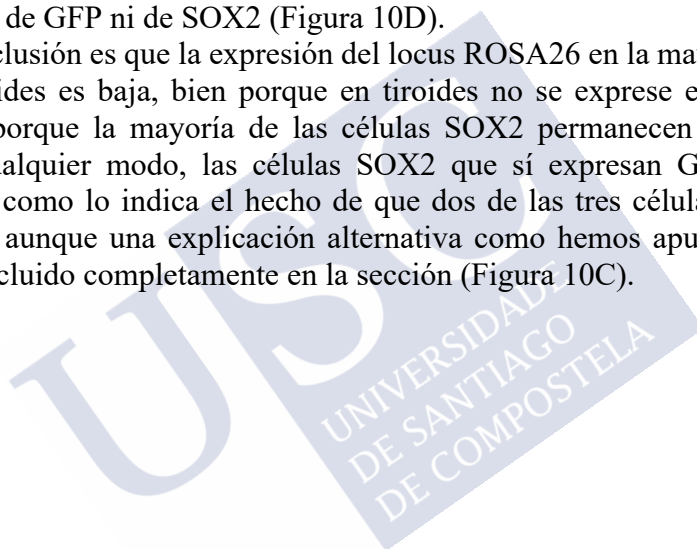 de GFP ni de SOX2 (Figura 10D).
clusión es que la expresión del locus ROSA26 en la ma
ides es baja, bien porque en tiroides no se exprese e
porque la mayoría de las células SOX2 permanecen
ualquier modo, las células SOX2 que sí expresan G
como lo indica el hecho de que dos de las tres célula
aunque una explicación alternativa como hemos apu
cluido completamente en la sección (Figura 10C).
USC
UNIVERSIDADE
DE SANTIAGO
DE COMPOSTELA